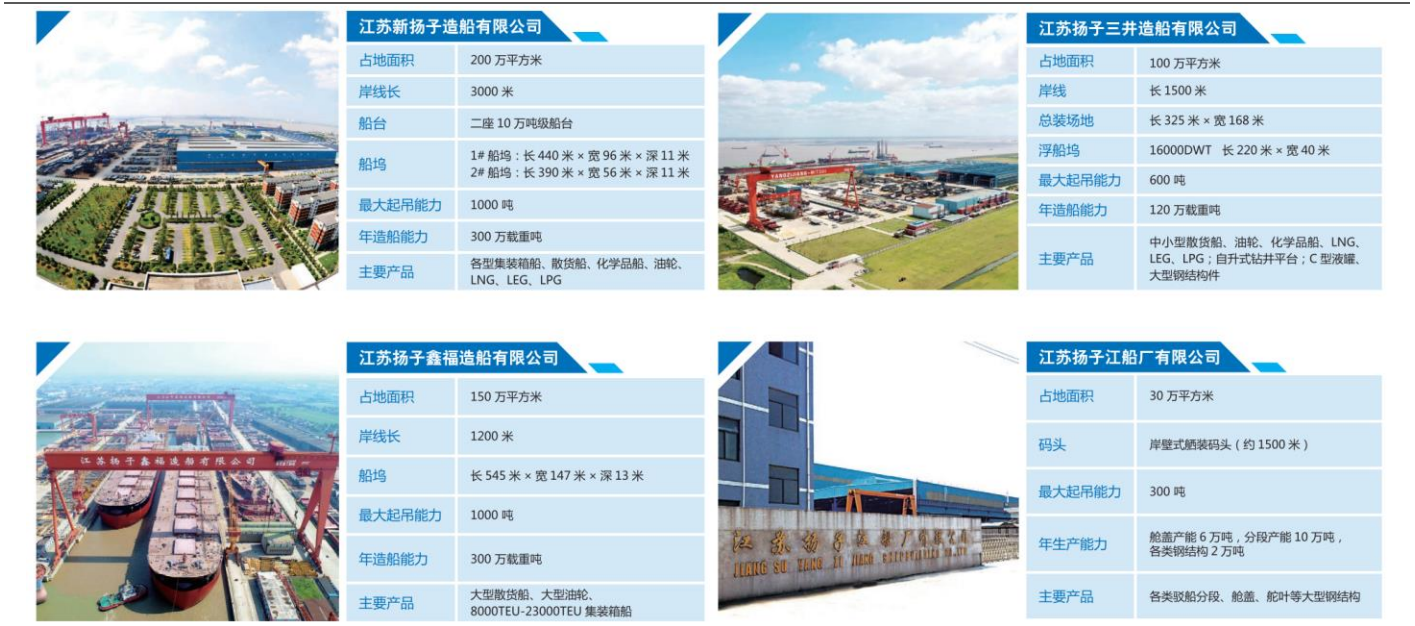 江苏新扬子造船有限公司
占地面积 200 万平方米
岸线长 3000 米
船台 二座 10 万吨级船台
船坞 1# 船坞：长 440 米 × 宽 96 米 × 深 11 米
2# 船坞：长 390 米 × 宽 56 米 × 深 11 米
最大起吊能力 1000 吨
年造船能力 300 万载重吨
主要产品 各型集装箱船、散货船、化学品船、油轮、
LNG、LEG、LPG
江苏扬子三井造船有限公司
占地面积 100 万平方米
岸线 长 1500 米
总装场地 长 325 米 × 宽 168 米
浮船坞 16000DWT 长 220 米 × 宽 40 米
最大起吊能力 600 吨
年造船能力 120 万载重吨
主要产品 中小型散货船、油轮、化学品船、LNG、
LEG、LPG；自升式钻井平台；C 型液罐、
大型钢结构件
YANGZIJIANG
江苏扬子鑫福造船有限公司
占地面积 150 万平方米
岸线长 1200 米
船坞 长 545 米 × 宽 147 米 × 深 13 米
最大起吊能力 1000 吨
年造船能力 300 万载重吨
主要产品 大型散货船、大型油轮、
8000TEU-23000TEU 集装箱船
江苏扬子鑫福造船有限公司
江苏扬子江船厂有限公司
占地面积 30 万平方米
码头 岸壁式舾装码头（约 1500 米）
最大起吊能力 300 吨
年生产能力 舱盖产能 6 万吨，分段产能 10 万吨，
各类钢结构 2 万吨
主要产品 各类驳船分段、舱盖、舵叶等大型钢结构
江苏扬子江船厂有限公司
JIANG SU YANG ZI JIANG